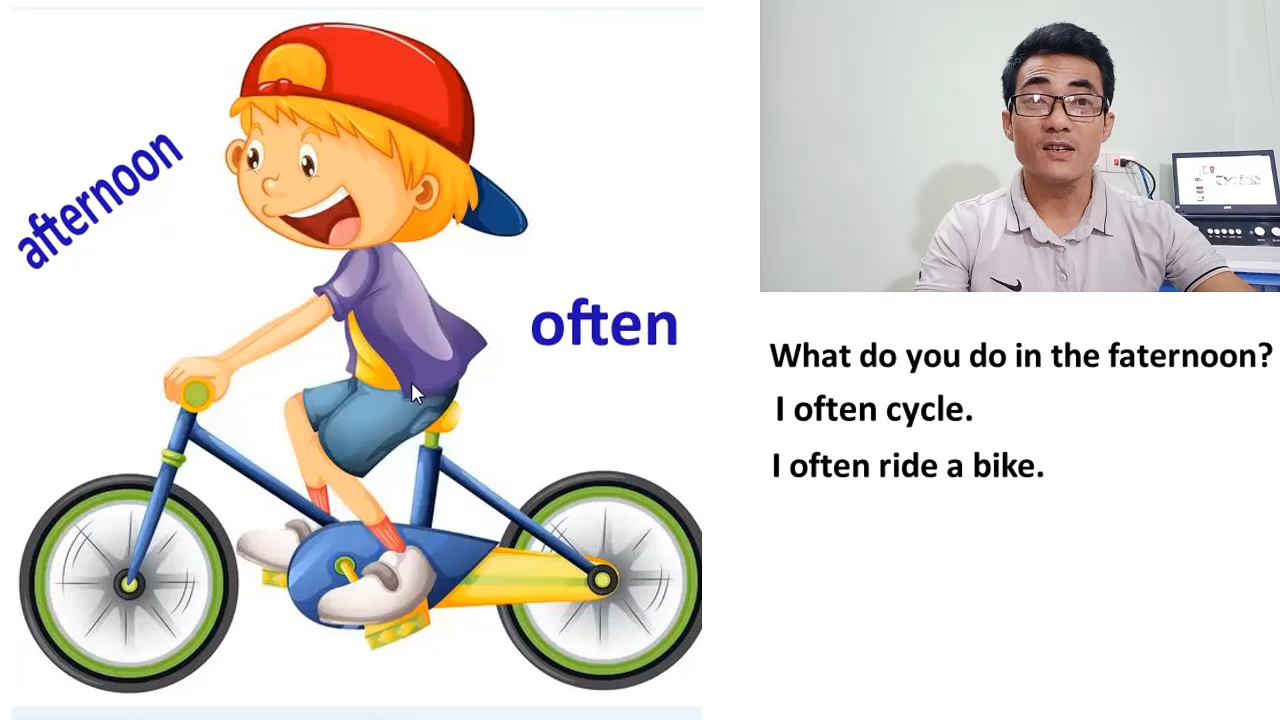 afternoon
often
What do you do in the faternoon?
I often cycle.
I often ride a bike.